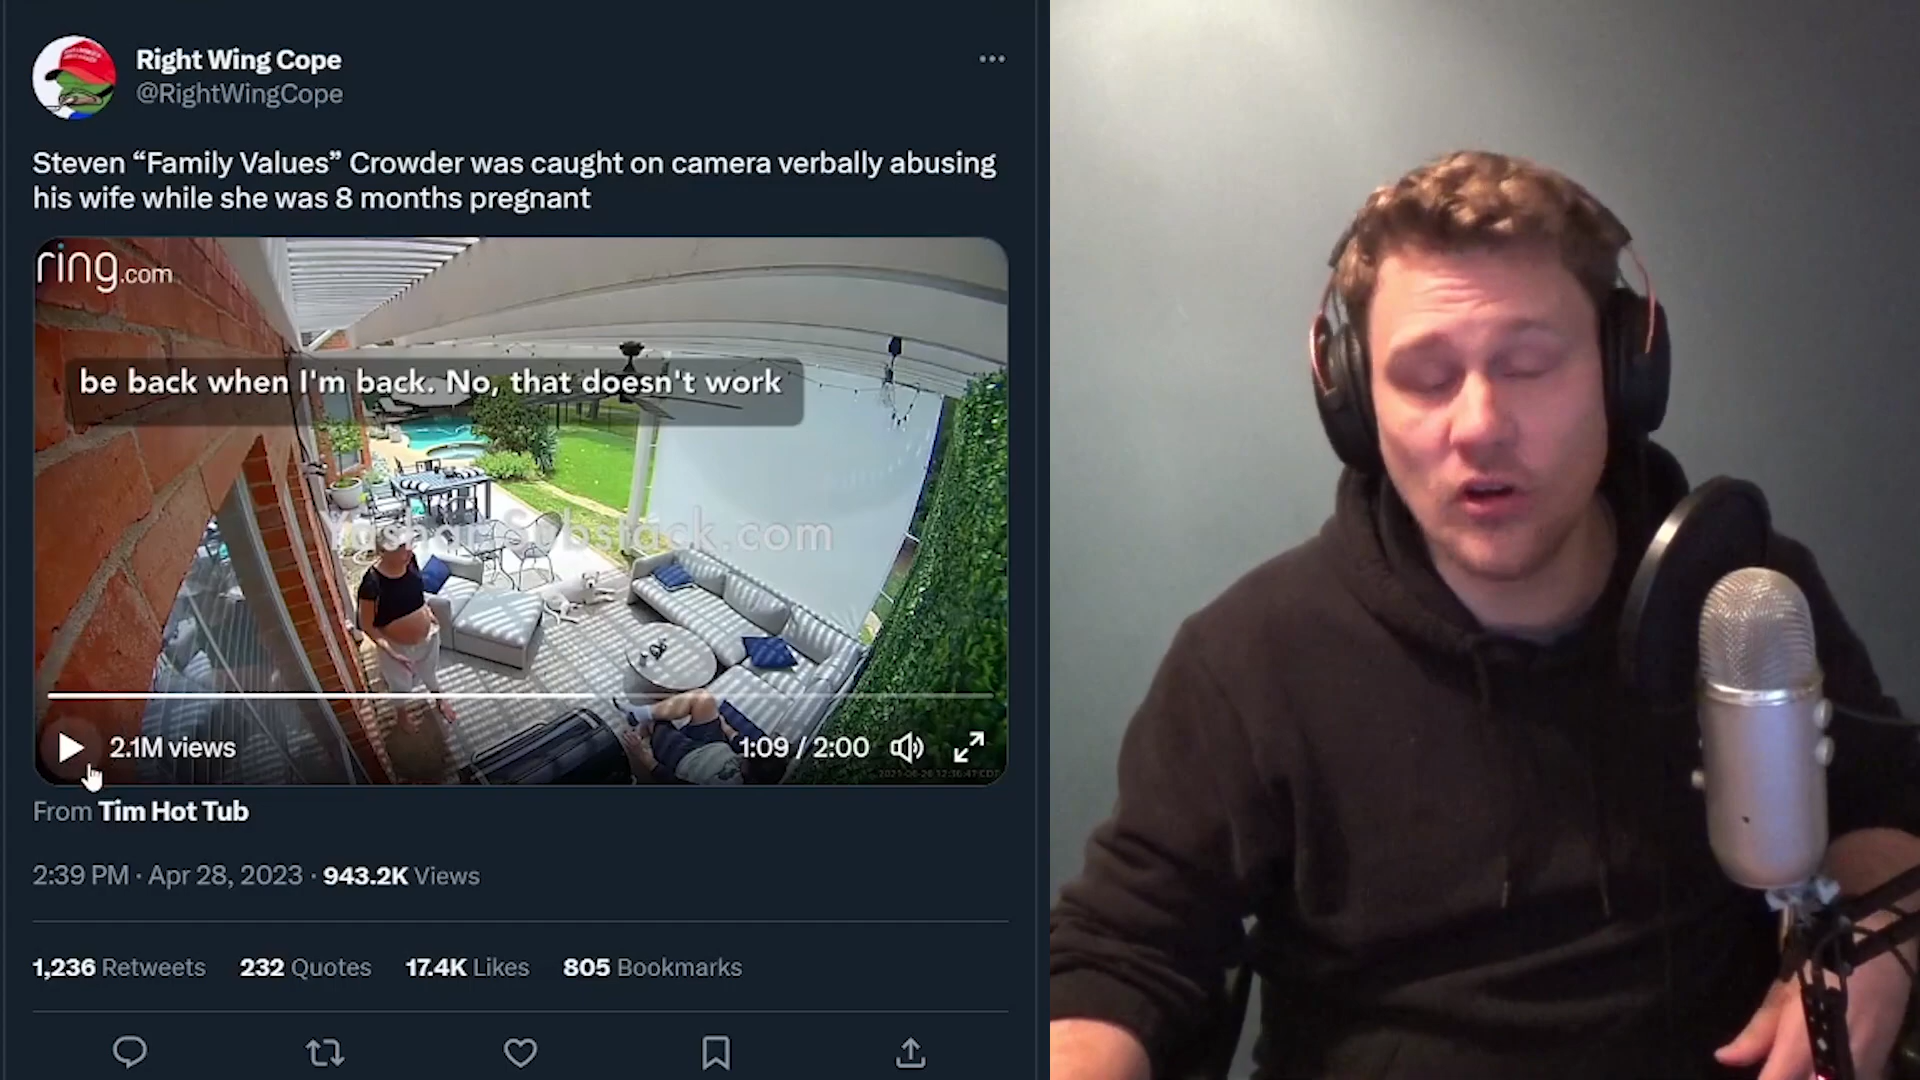 Right Wing Cope
@RightWingCope
Steven “Family Values” Crowder was caught on camera verbally abusing
his wife while she was 8 months pregnant
ring.com
be back when I'm back. No, that doesn't work
Yashar.Substack.com
2.1M views
1:09 / 2:00
From Tim Hot Tub
2:39 PM · Apr 28, 2023 · 943.2K Views
1,236 Retweets 232 Quotes 17.4K Likes 805 Bookmarks